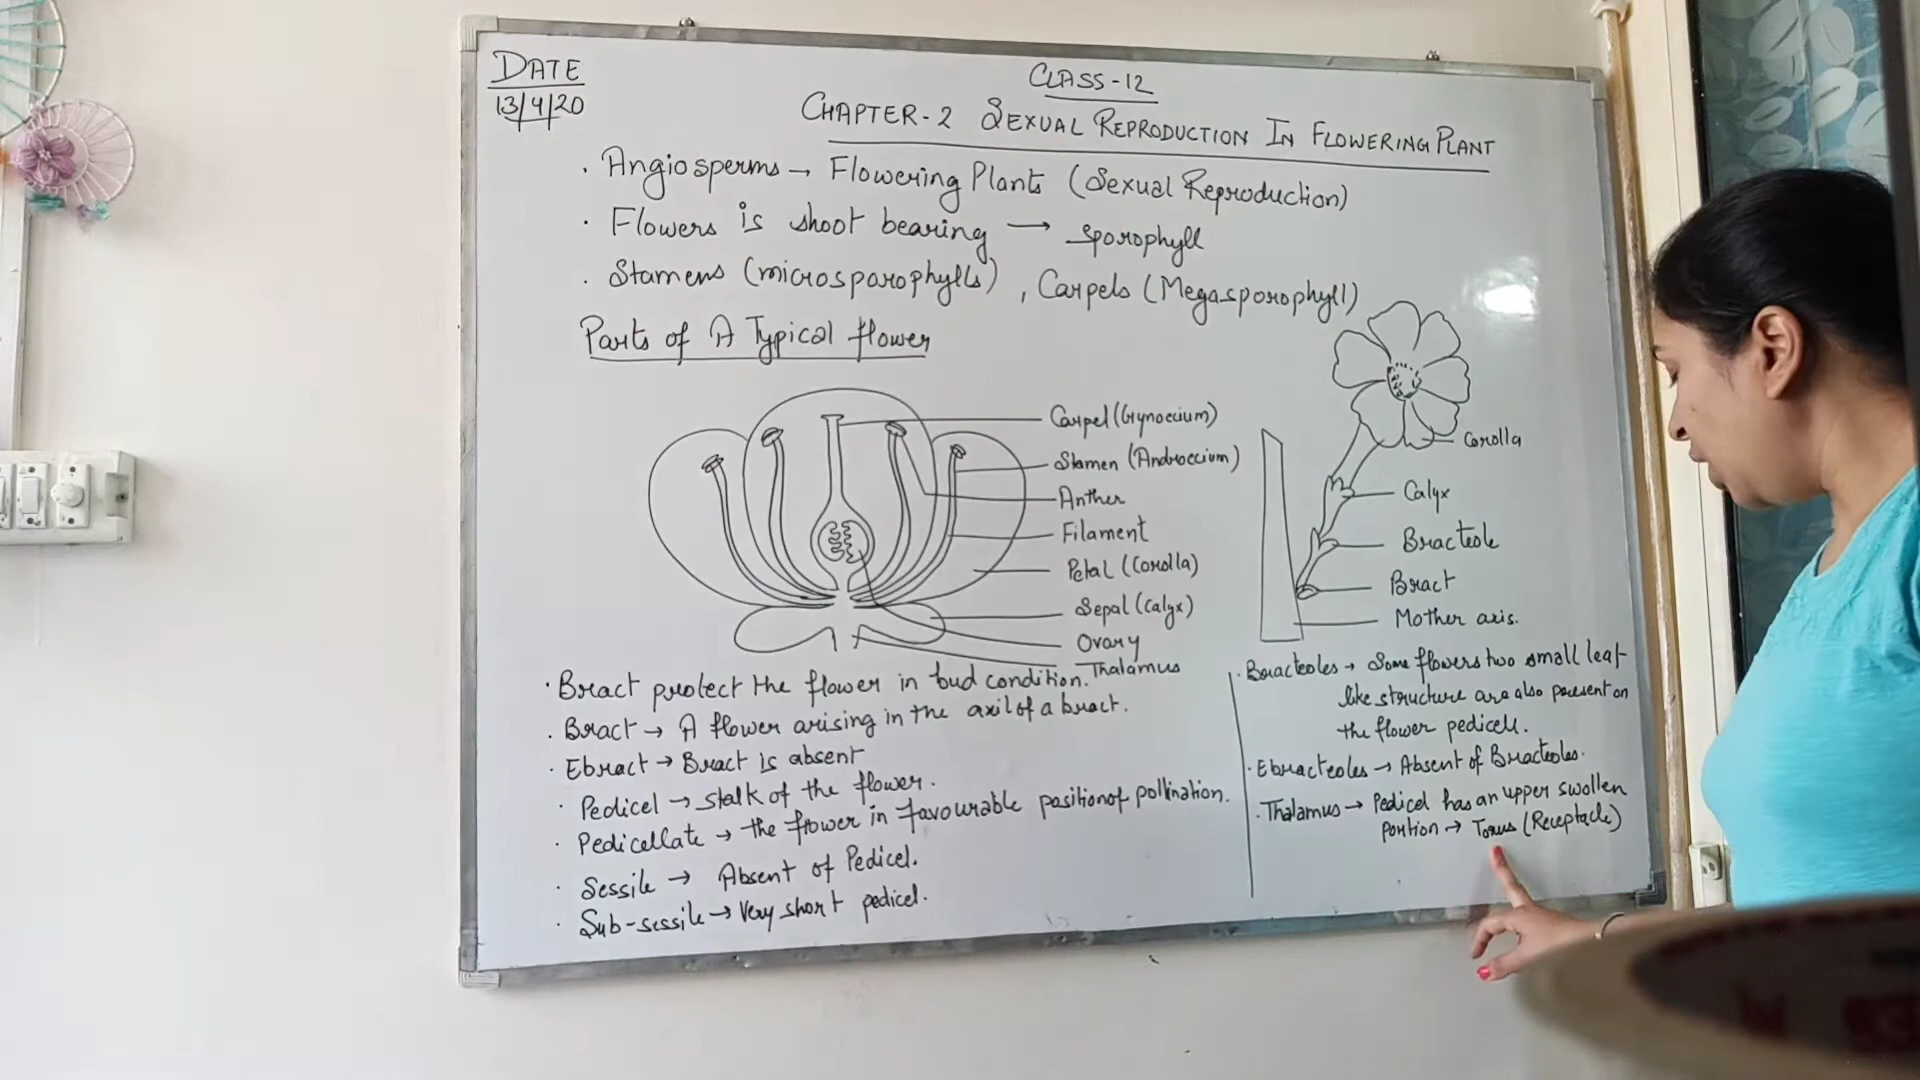 DATE
13/4/20
CLASS-12
CHAPTER-2 SEXUAL REPRODUCTION IN FLOWERING PLANT
· Angiosperms → Flowering Plants (Sexual Reproduction)
· Flowers is shoot bearing → sporophyll
· Stamens (microsporophylls), Carpels (Megasporophyll)
Parts of A Typical flower
Carpel (Gynoecium)
Stamen (Androecium)
Anther
Filament
Petal (Corolla)
Sepal (Calyx)
Ovary
Thalamus
Corolla
Calyx
Bracteole
Bract
Mother axis.
· Bract protect the flower in bud condition.
· Bract → A flower arising in the axil of a bract.
· Ebract → Bract is absent
· Pedicel → stalk of the flower.
· Pedicellate → the flower in favourable position of pollination.
· Sessile → Absent of Pedicel.
· Sub-sessile → Very short pedicel.
· Bracteoles → Some flowers two small leaf
like structure are also present on
the flower pedicell.
· Ebracteoles → Absent of Bracteoles.
· Thalamus → Pedicel has an upper swollen
portion → Torus (Receptacle)